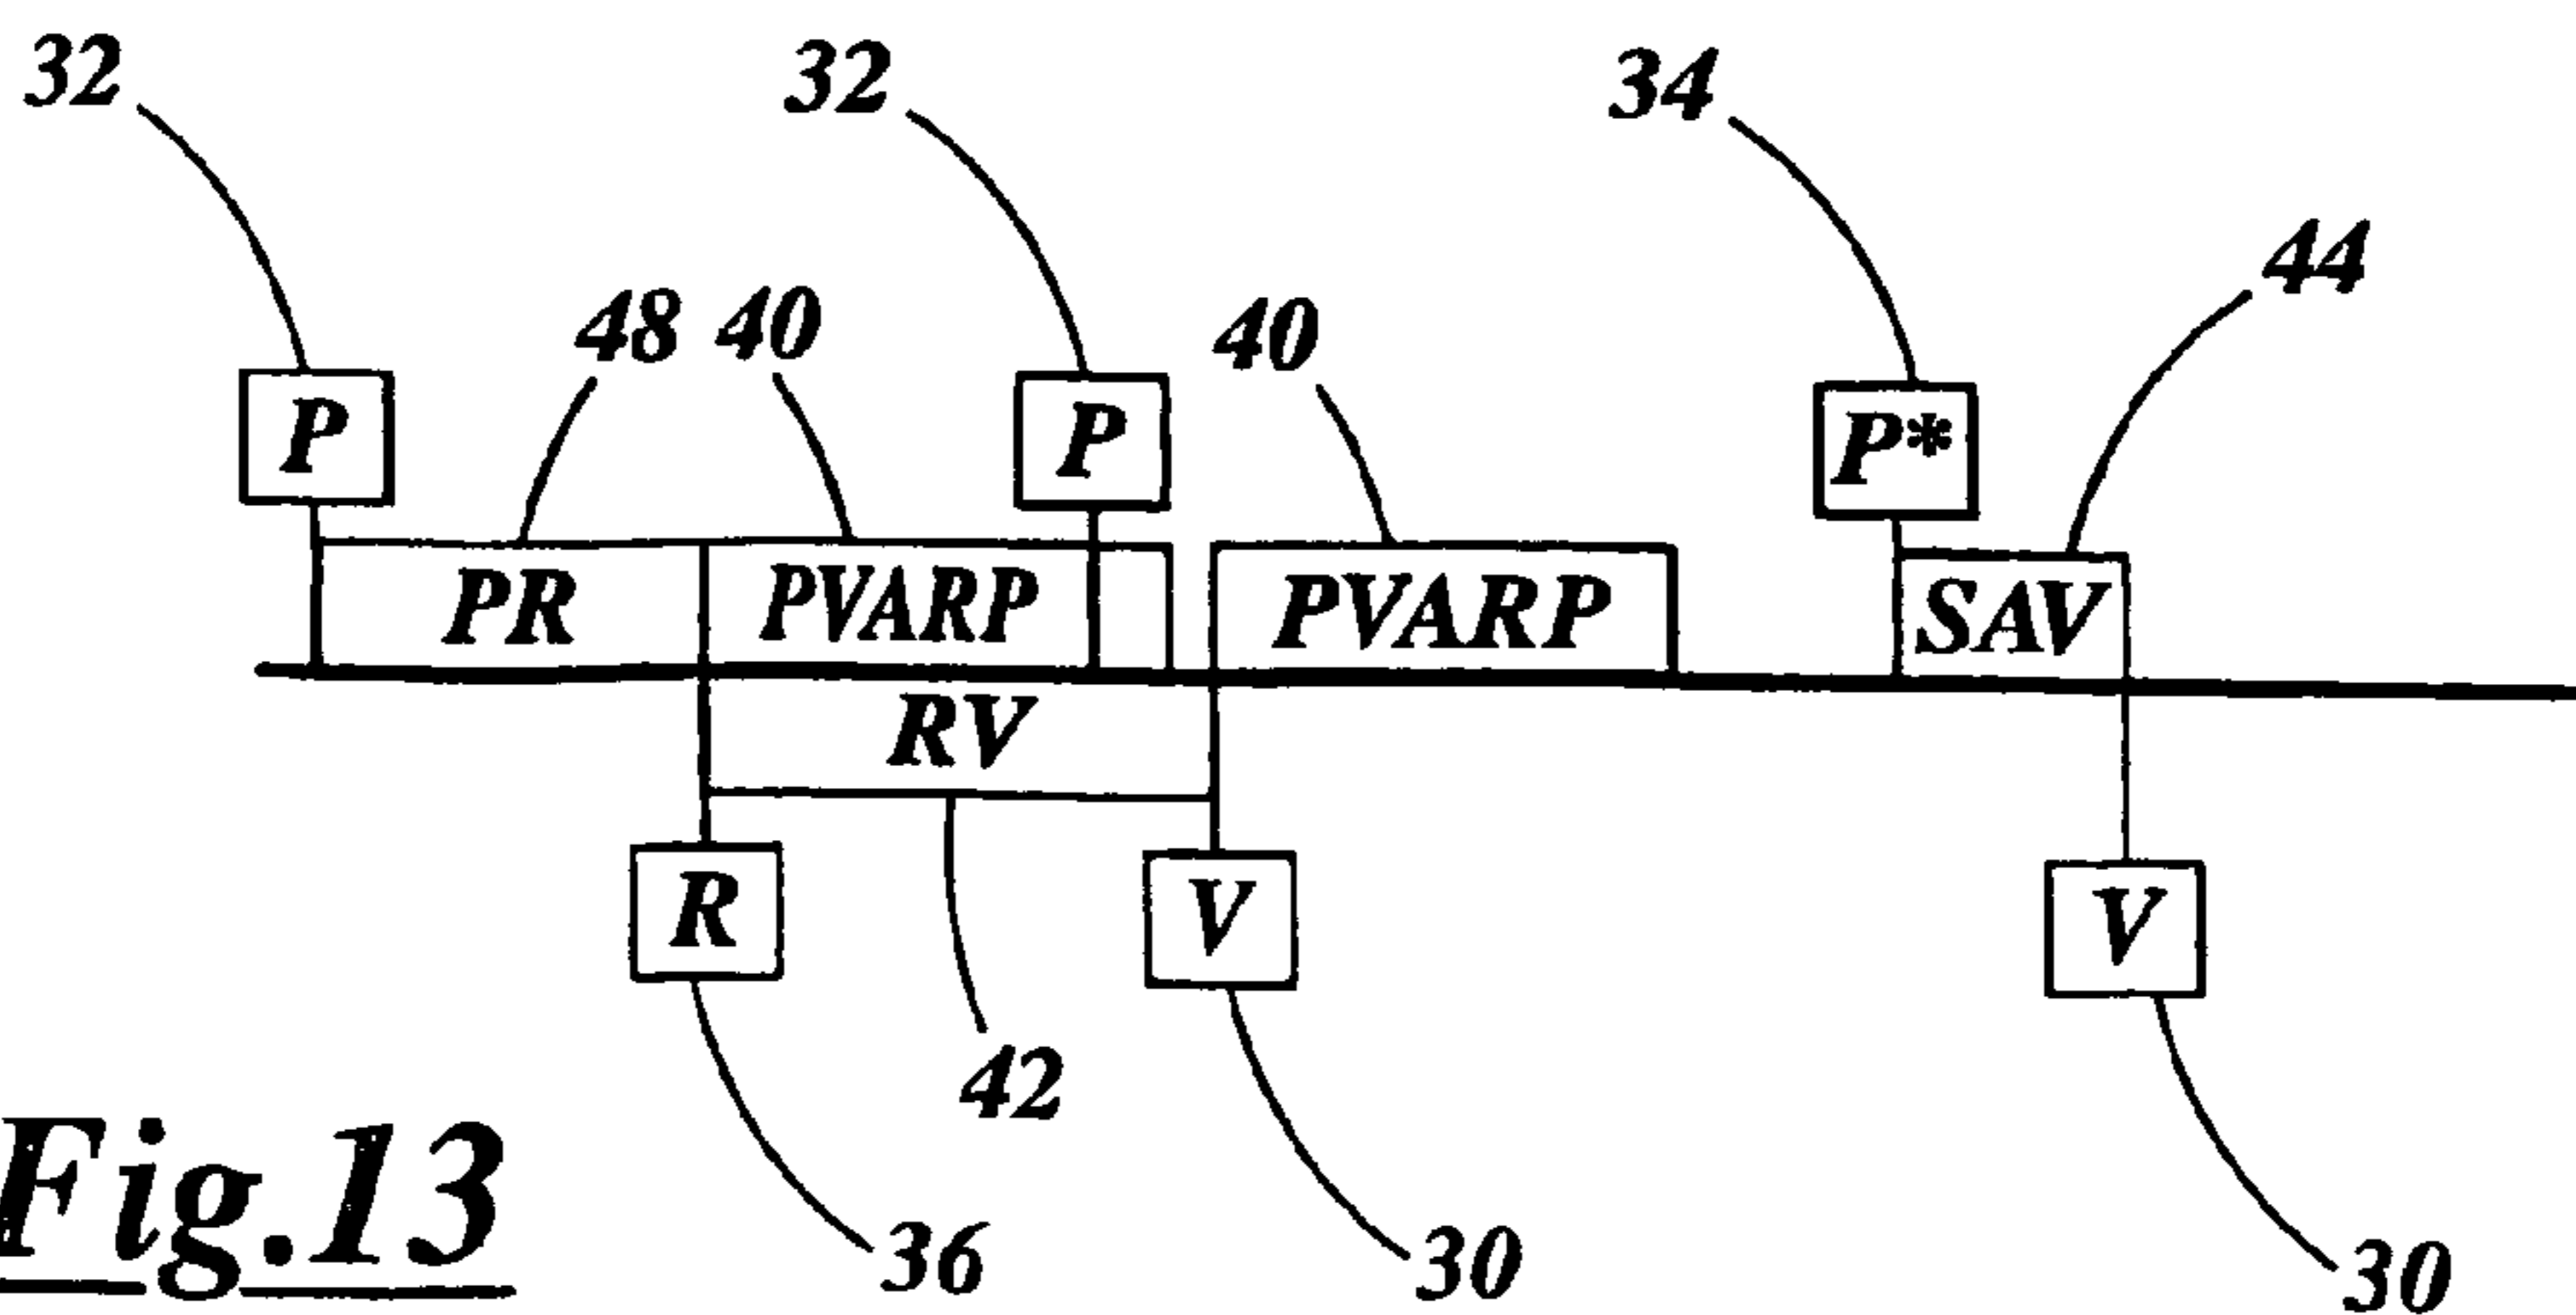 32 32 34
44
48 40 40
P P P*
PR PVARP PVARP SAV
RV
R V V
42
Fig.13
36 30 30